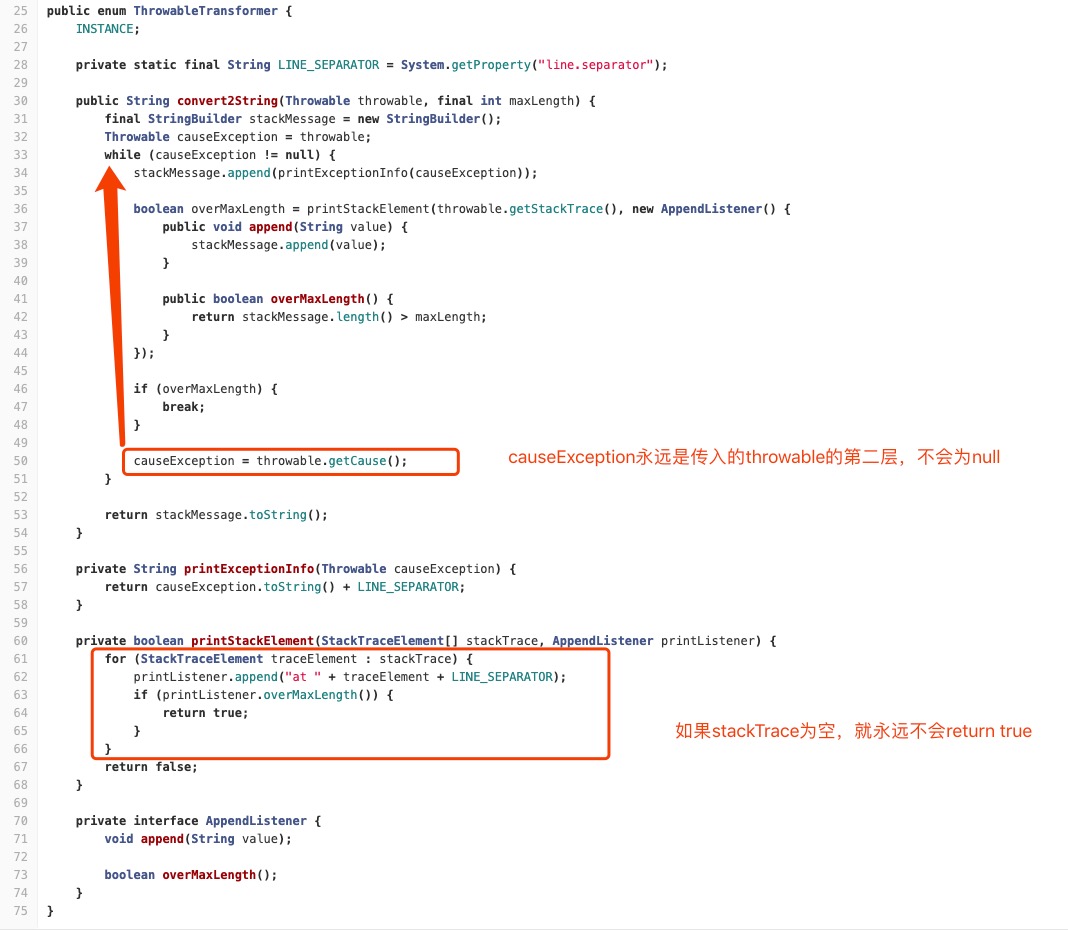 25 public enum ThrowableTransformer {
26     INSTANCE;
27
28     private static final String LINE_SEPARATOR = System.getProperty("line.separator");
29
30     public String convert2String(Throwable throwable, final int maxLength) {
31         final StringBuilder stackMessage = new StringBuilder();
32         Throwable causeException = throwable;
33         while (causeException != null) {
34             stackMessage.append(printExceptionInfo(causeException));
35
36             boolean overMaxLength = printStackElement(throwable.getStackTrace(), new AppendListener() {
37                 public void append(String value) {
38                     stackMessage.append(value);
39                 }
40
41                 public boolean overMaxLength() {
42                     return stackMessage.length() > maxLength;
43                 }
44             });
45
46             if (overMaxLength) {
47                 break;
48             }
49
50             causeException = throwable.getCause();
causeException永远是传入的throwable的第二层，不会为null
51         }
52
53         return stackMessage.toString();
54     }
55
56     private String printExceptionInfo(Throwable causeException) {
57         return causeException.toString() + LINE_SEPARATOR;
58     }
59
60     private boolean printStackElement(StackTraceElement[] stackTrace, AppendListener printListener) {
61         for (StackTraceElement traceElement : stackTrace) {
62             printListener.append("at " + traceElement + LINE_SEPARATOR);
63             if (printListener.overMaxLength()) {
64                 return true;
65             }
如果stackTrace为空，就永远不会return true
66         }
67         return false;
68     }
69
70     private interface AppendListener {
71         void append(String value);
72
73         boolean overMaxLength();
74     }
75 }